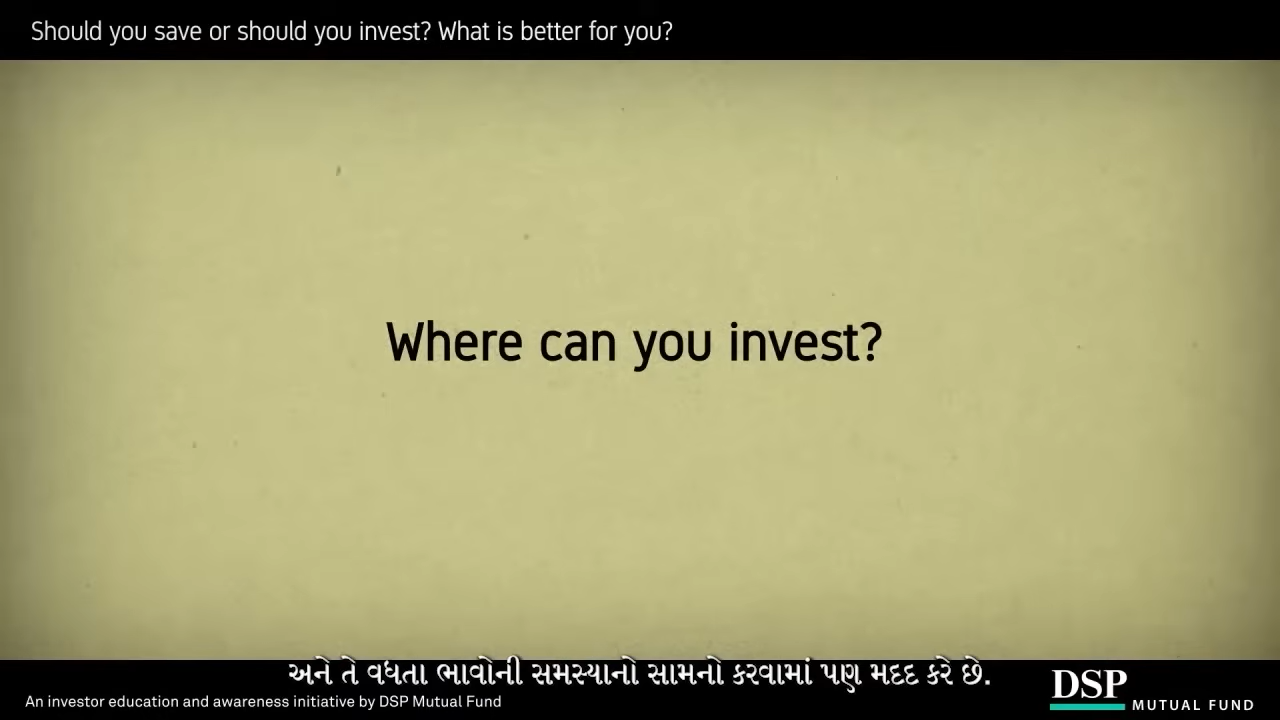 Should you save or should you invest? What is better for you?
Where can you invest?
અને તે વધતા ભાવોની સમસ્યાનો સામનો કરવામાં પણ મદદ કરે છે.
An investor education and awareness initiative by DSP Mutual Fund
DSP
MUTUAL FUND